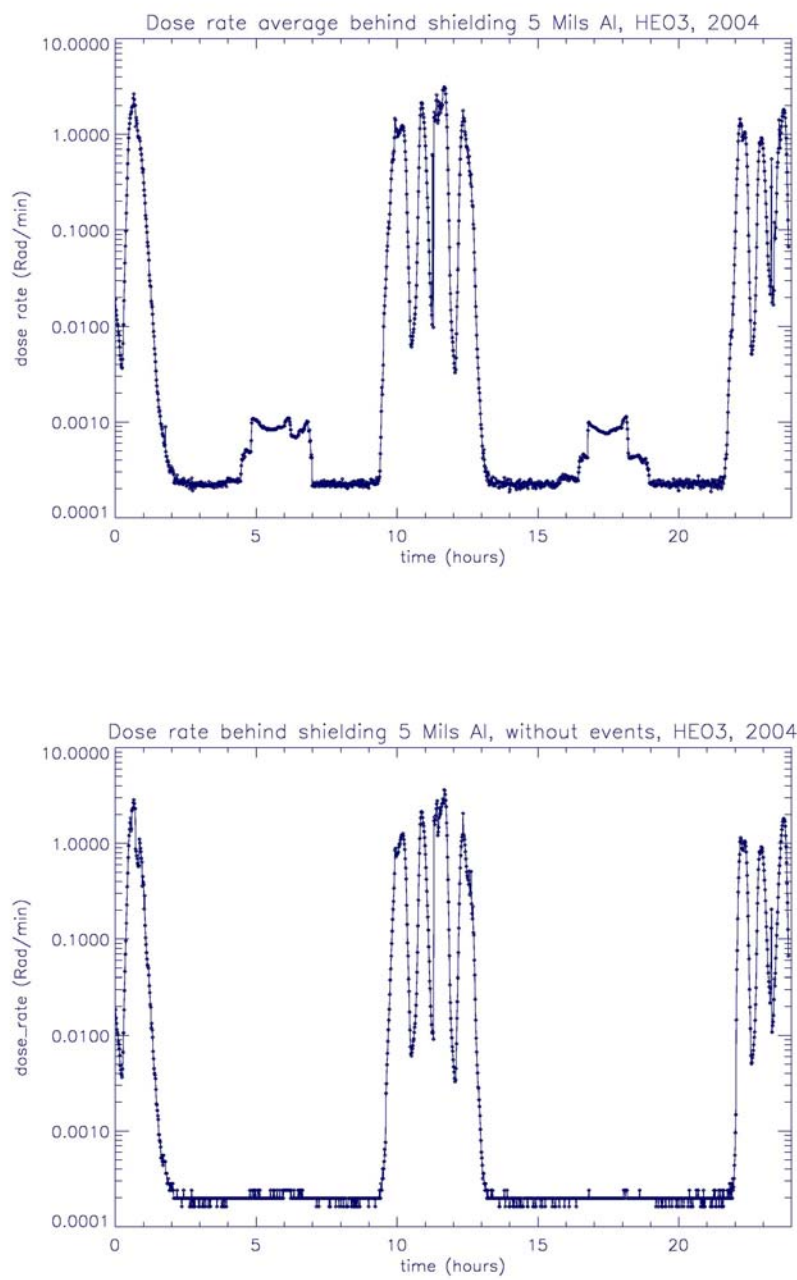 Dose rate average behind shielding 5 Mils Al, HEO3, 2004
10.0000
1.0000
0.1000
0.0100
0.0010
0.0001
dose rate (Rad/min)
0 5 10 15 20
time (hours)
Dose rate behind shielding 5 Mils Al, without events, HEO3, 2004
10.0000
1.0000
0.1000
0.0100
0.0010
0.0001
dose_rate (Rad/min)
0 5 10 15 20
time (hours)